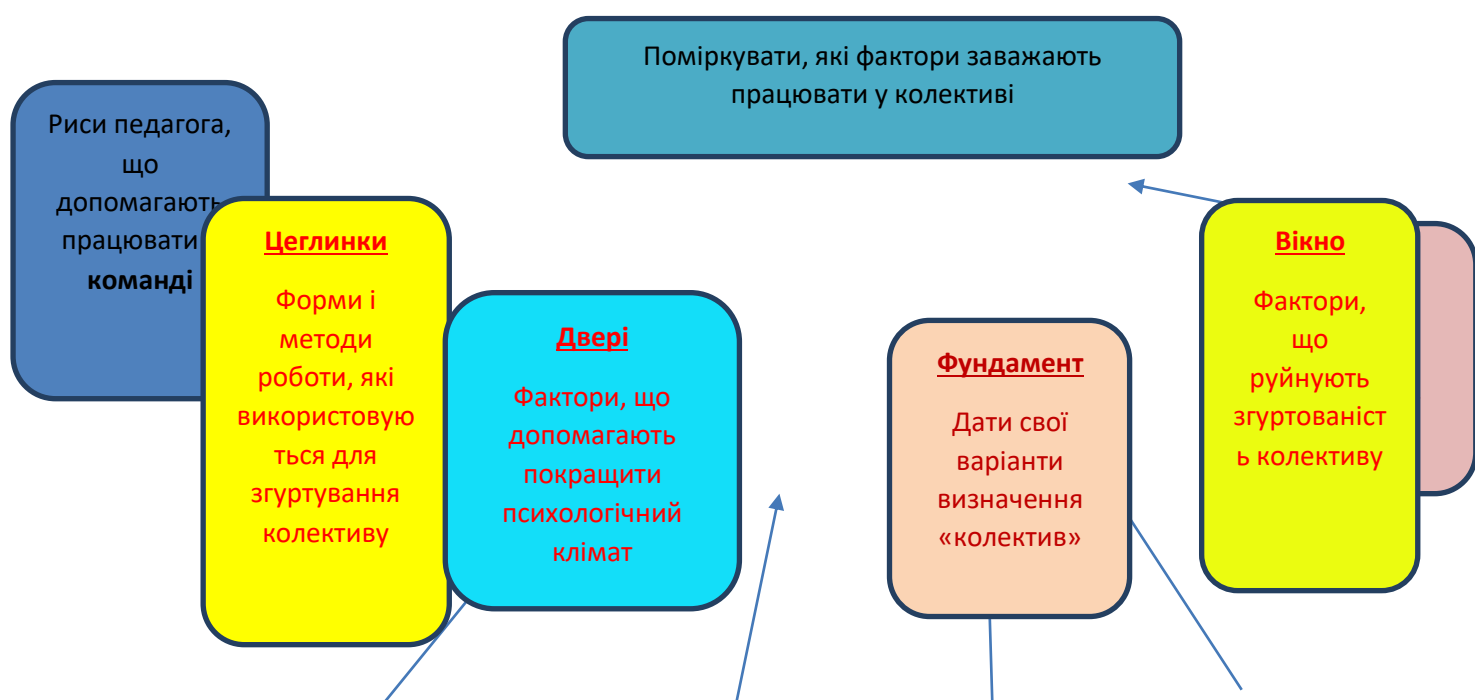 Поміркувати, які фактори заважають
працювати у колективі
Риси педагога,
що
допомагають
працювати
команді
Цеглинки
Форми і
методи
роботи, які
використовую
ться для
згуртування
колективу
Двері
Фактори, що
допомагають
покращити
психологічний
клімат
Фундамент
Дати свої
варіанти
визначення
«колектив»
Вікно
Фактори,
що
руйнують
згуртованіст
ь колективу